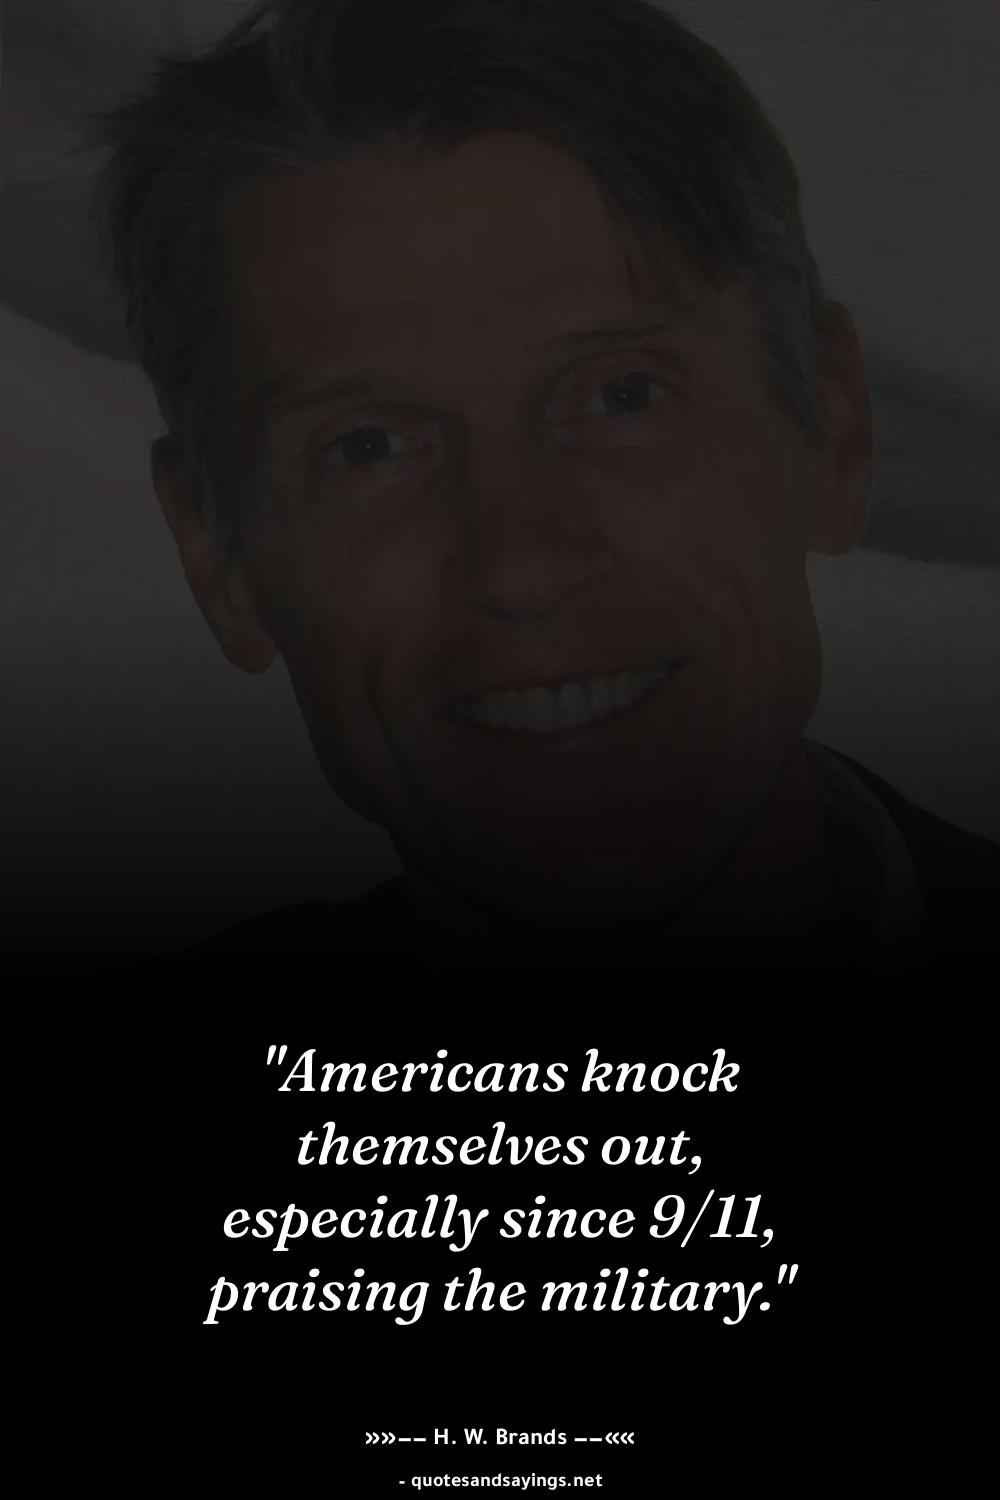 "Americans knock
themselves out,
especially since 9/11,
praising the military."
»»—— H. W. Brands ——««
- quotesandsayings.net